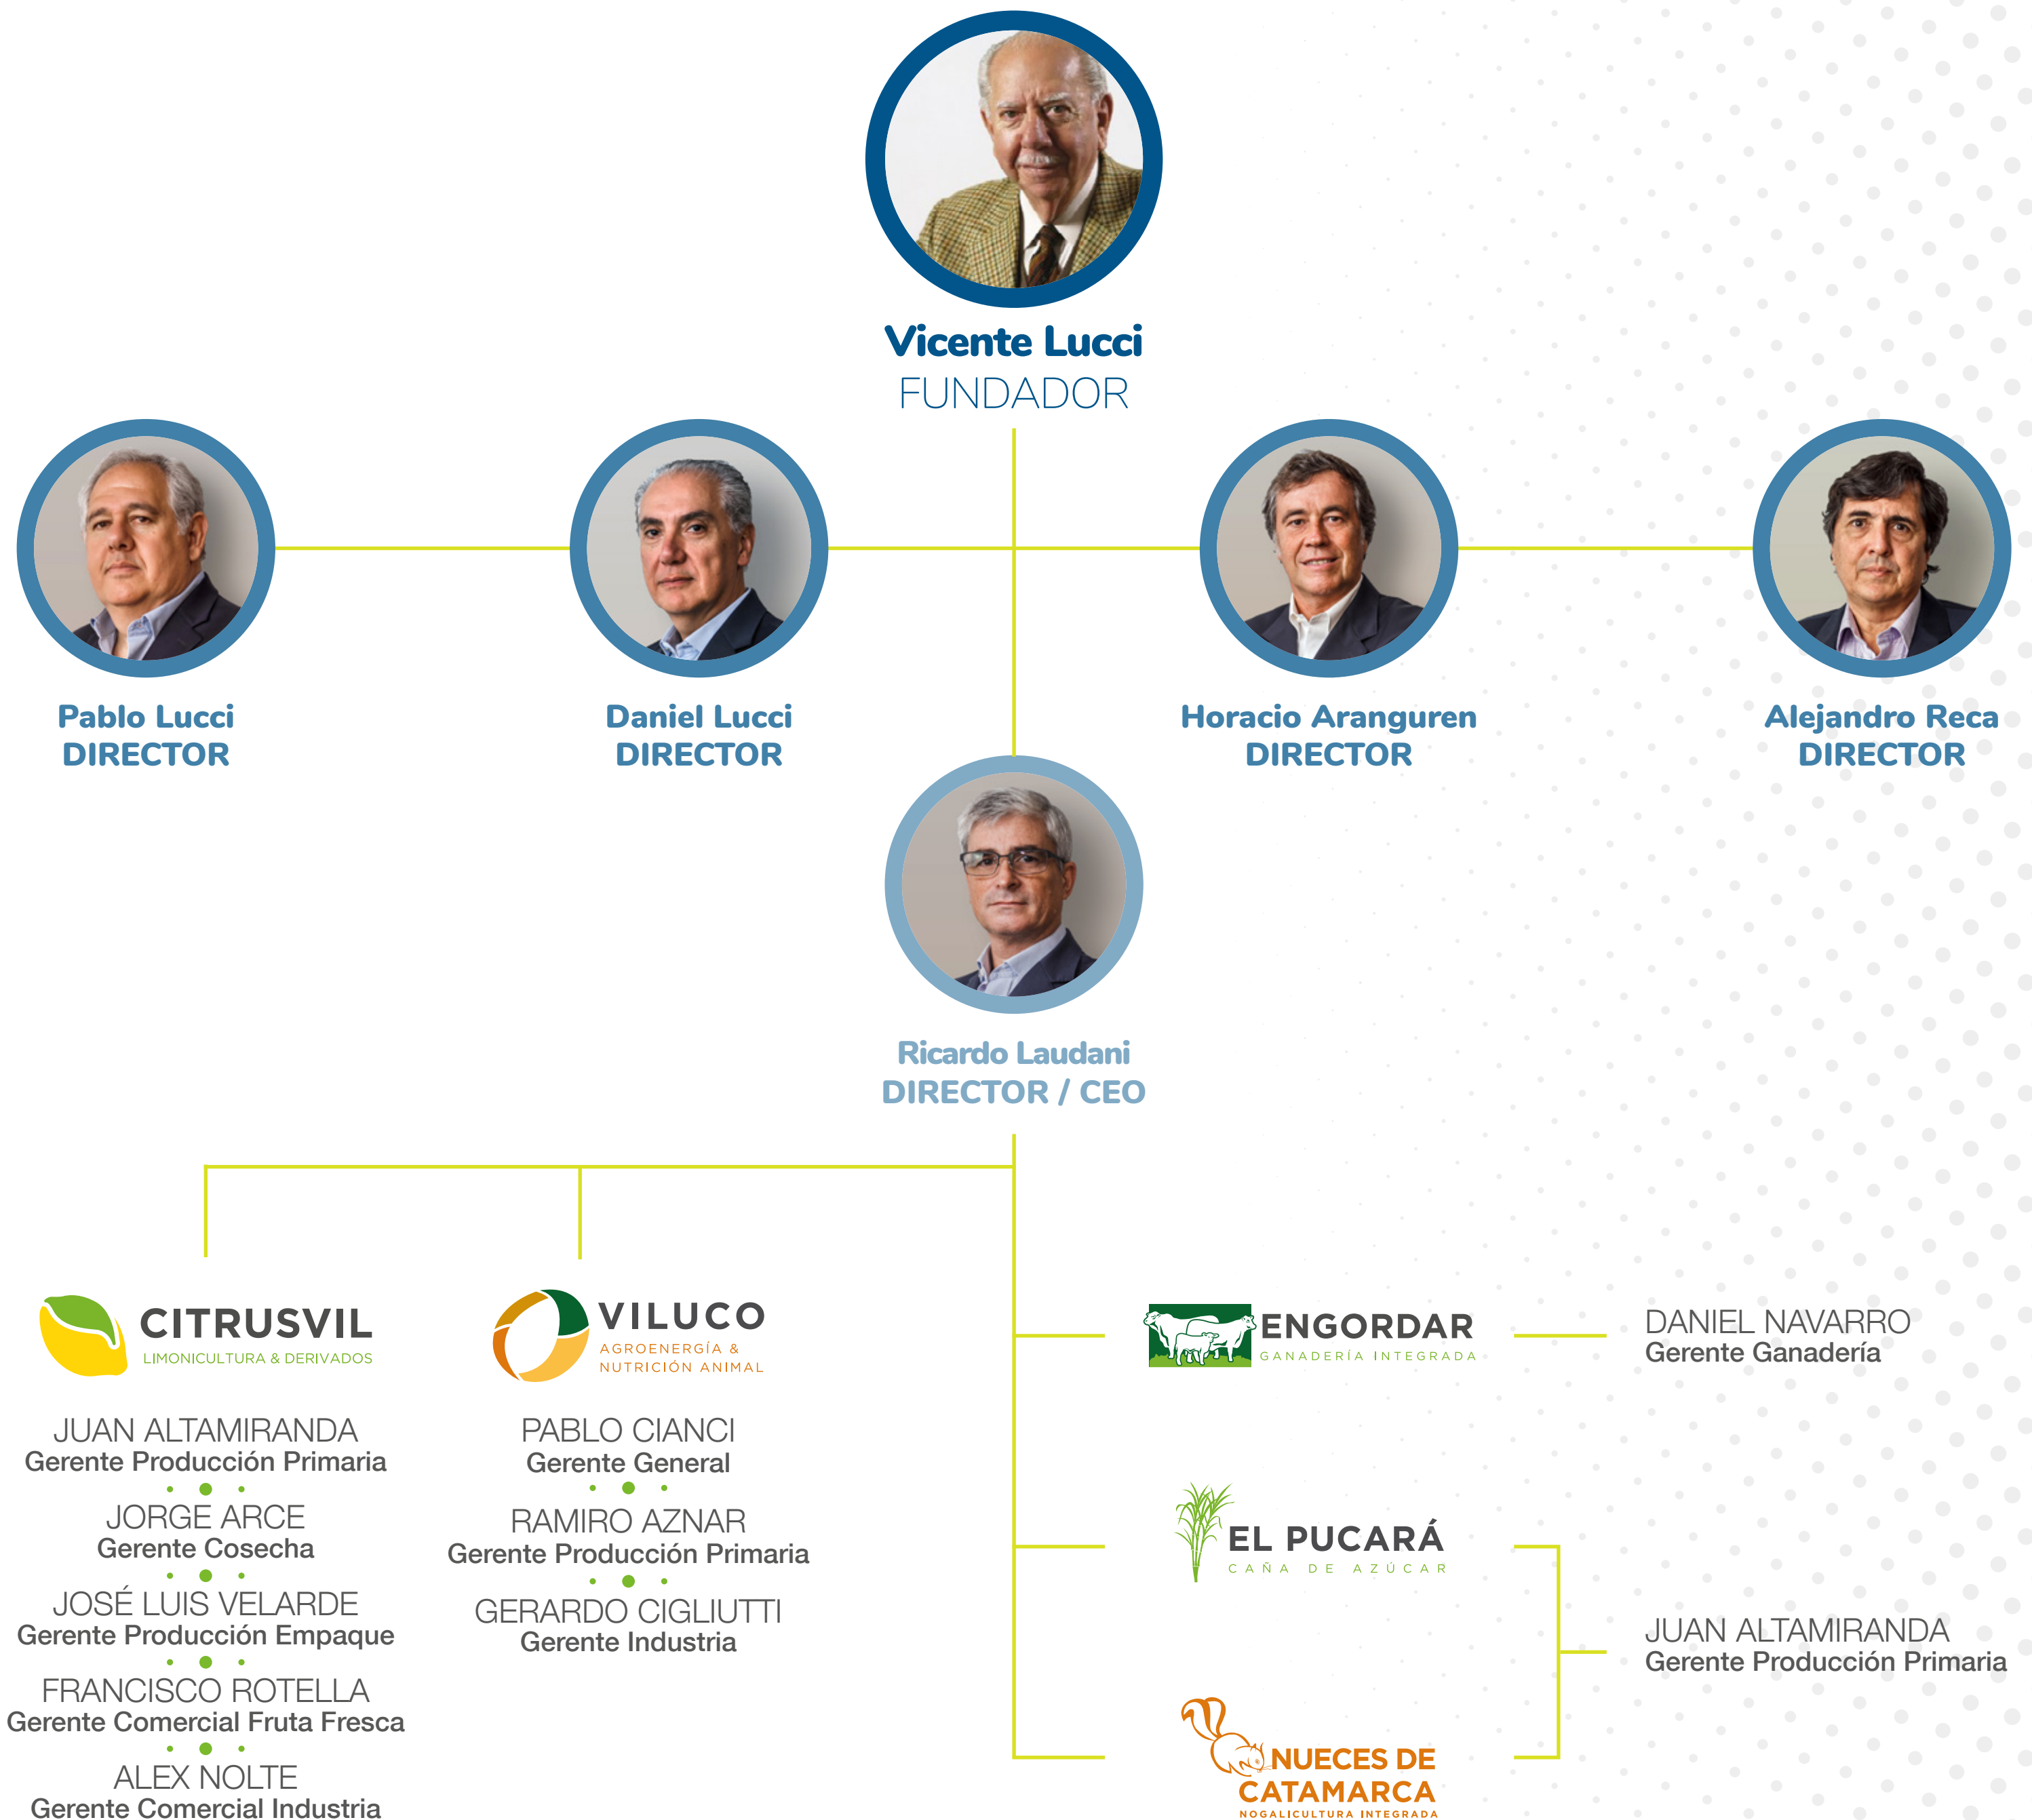 Vicente Lucci
FUNDADOR
Pablo Lucci
DIRECTOR
Daniel Lucci
DIRECTOR
Horacio Aranguren
DIRECTOR
Alejandro Reca
DIRECTOR
Ricardo Laudani
DIRECTOR / CEO
CITRUSVIL
LIMONICULTURA & DERIVADOS
JUAN ALTAMIRANDA
Gerente Producción Primaria
JORGE ARCE
Gerente Cosecha
JOSÉ LUIS VELARDE
Gerente Producción Empaque
FRANCISCO ROTELLA
Gerente Comercial Fruta Fresca
ALEX NOLTE
Gerente Comercial Industria
VILUCO
AGROENERGÍA &
NUTRICIÓN ANIMAL
PABLO CIANCI
Gerente General
RAMIRO AZNAR
Gerente Producción Primaria
GERARDO CIGLIUTTI
Gerente Industria
ENGORDAR
GANADERÍA INTEGRADA
DANIEL NAVARRO
Gerente Ganadería
EL PUCARÁ
CAÑA DE AZÚCAR
NUECES DE
CATAMARCA
NOGALICULTURA INTEGRADA
JUAN ALTAMIRANDA
Gerente Producción Primaria